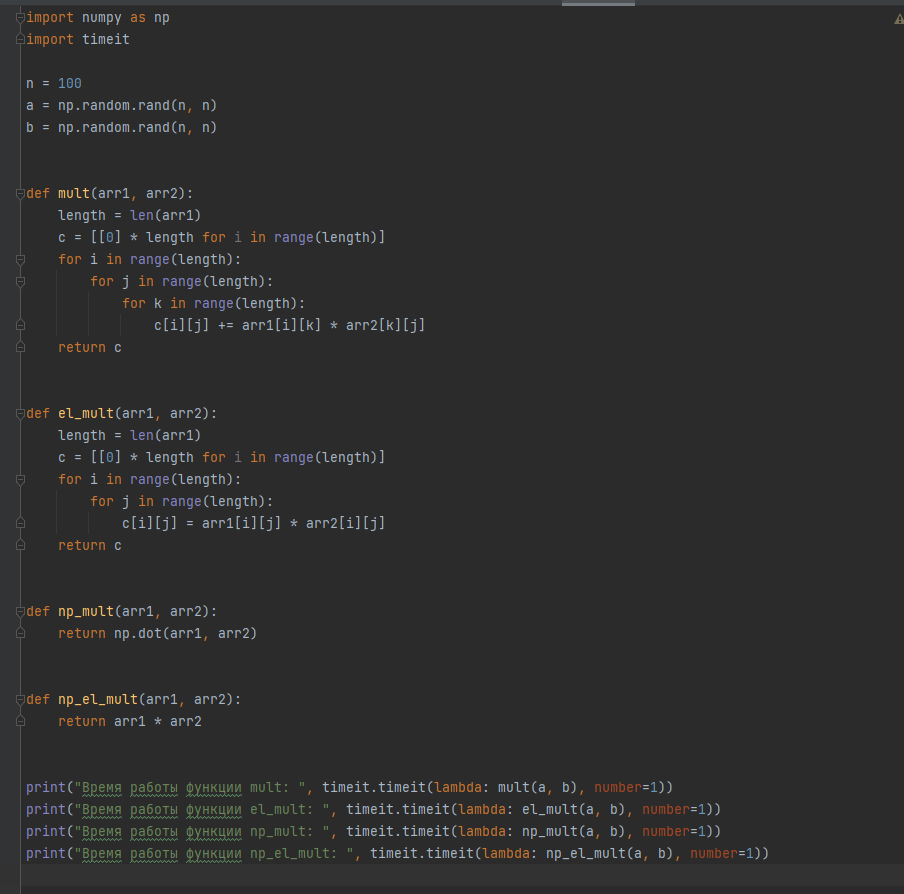 import numpy as np
import timeit
n = 100
a = np.random.rand(n, n)
b = np.random.rand(n, n)
def mult(arr1, arr2):
    length = len(arr1)
    c = [[0] * length for i in range(length)]
    for i in range(length):
        for j in range(length):
            for k in range(length):
                c[i][j] += arr1[i][k] * arr2[k][j]
    return c
def el_mult(arr1, arr2):
    length = len(arr1)
    c = [[0] * length for i in range(length)]
    for i in range(length):
        for j in range(length):
            c[i][j] = arr1[i][j] * arr2[i][j]
    return c
def np_mult(arr1, arr2):
    return np.dot(arr1, arr2)
def np_el_mult(arr1, arr2):
    return arr1 * arr2
print("Время работы функции mult: ", timeit.timeit(lambda: mult(a, b), number=1))
print("Время работы функции el_mult: ", timeit.timeit(lambda: el_mult(a, b), number=1))
print("Время работы функции np_mult: ", timeit.timeit(lambda: np_mult(a, b), number=1))
print("Время работы функции np_el_mult: ", timeit.timeit(lambda: np_el_mult(a, b), number=1))